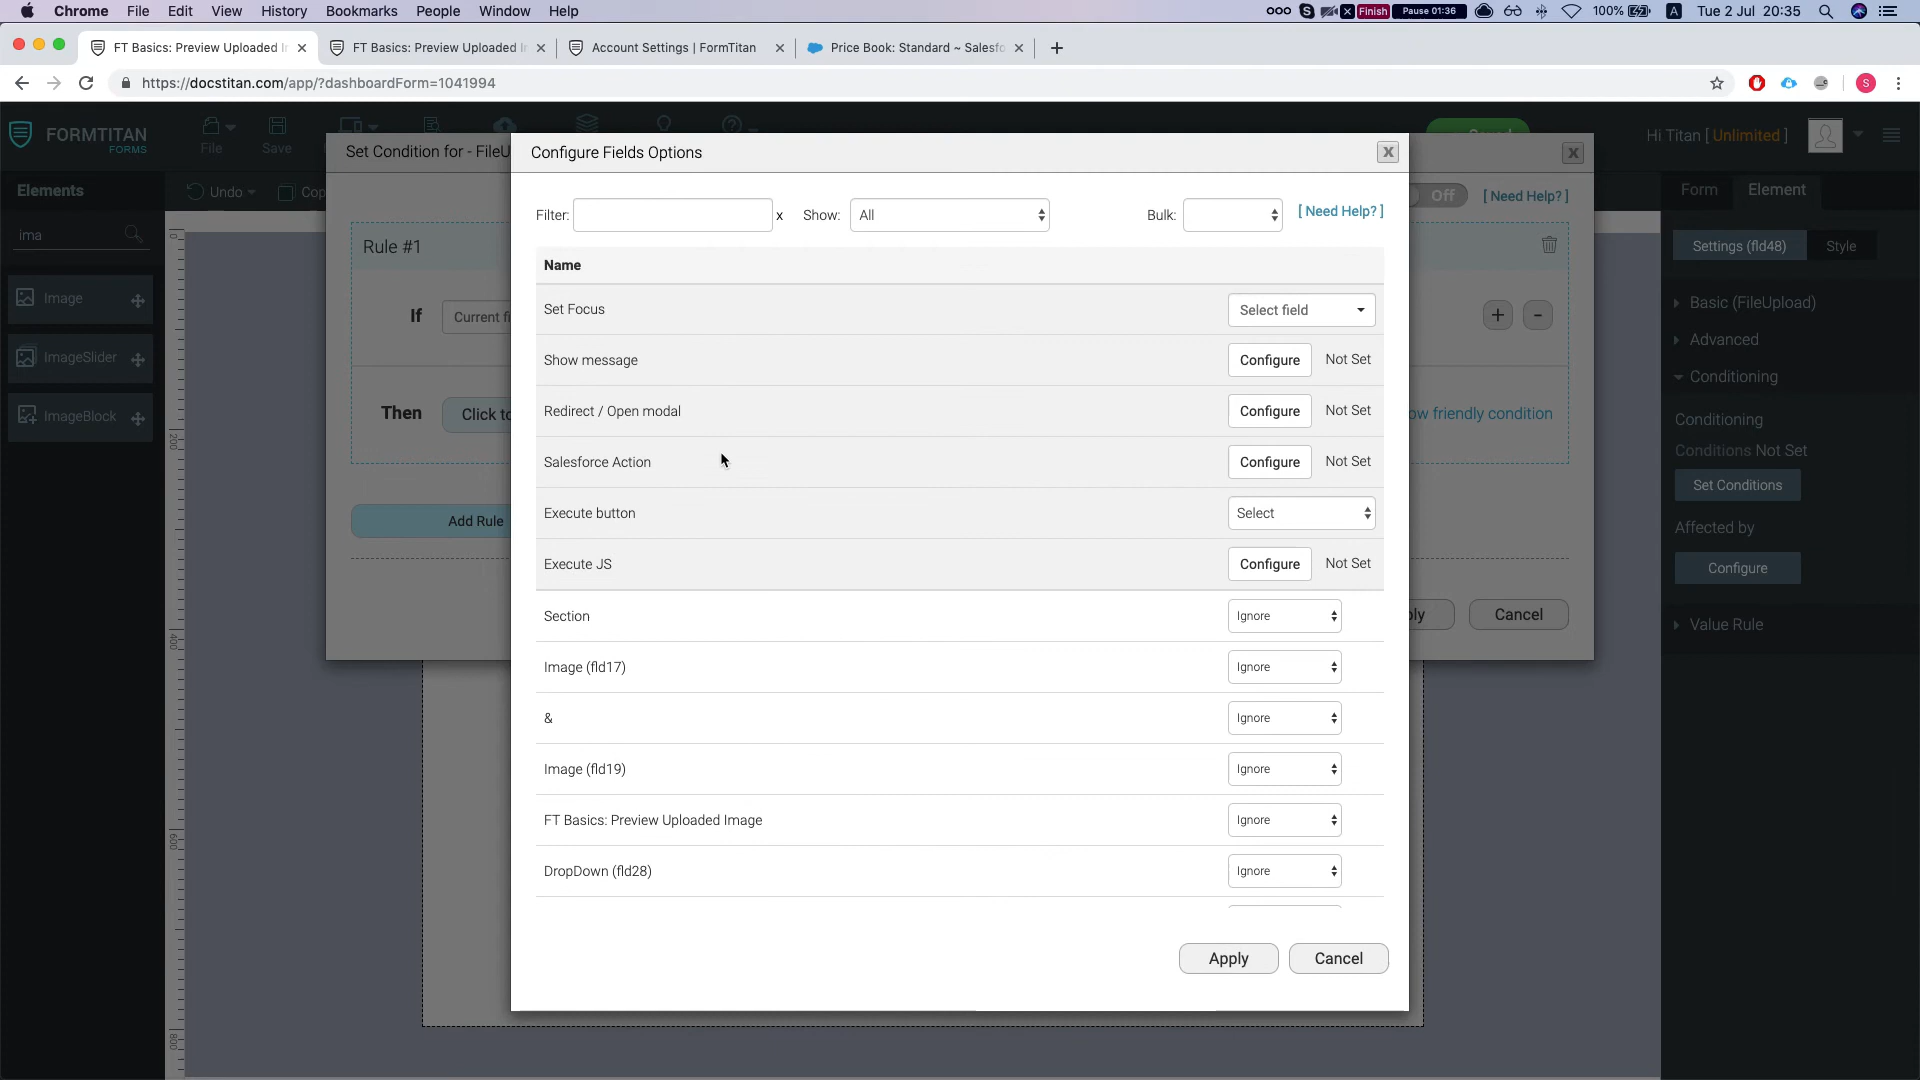 Chrome File Edit View History Bookmarks People Window Help
Finish Pause 01:36 100% A Tue 2 Jul 20:35
FT Basics: Preview Uploaded I
FT Basics: Preview Uploaded I
Account Settings | FormTitan
Price Book: Standard ~ Salesfo
https://docstitan.com/app/?dashboardForm=1041994
FORMTITAN
FORMS
File
Save
Saved
Hi Titan [ Unlimited ]
Elements
Undo
Cop
ima
Image
ImageSlider
ImageBlock
Set Condition for - FileU
Off
[ Need Help? ]
Rule #1
If
Current fi
Then
Click to
ow friendly condition
Add Rule
ply
Cancel
Configure Fields Options
x
Filter:
x
Show:
All
Bulk:
[ Need Help? ]
Name
Set Focus
Select field
Show message
Configure
Not Set
Redirect / Open modal
Configure
Not Set
Salesforce Action
Configure
Not Set
Execute button
Select
Execute JS
Configure
Not Set
Section
Ignore
Image (fld17)
Ignore
&
Ignore
Image (fld19)
Ignore
FT Basics: Preview Uploaded Image
Ignore
DropDown (fld28)
Ignore
Apply
Cancel
Form
Element
Settings (fld48)
Style
Basic (FileUpload)
Advanced
Conditioning
Conditioning
Conditions Not Set
Set Conditions
Affected by
Configure
Value Rule
0
200
400
600
800